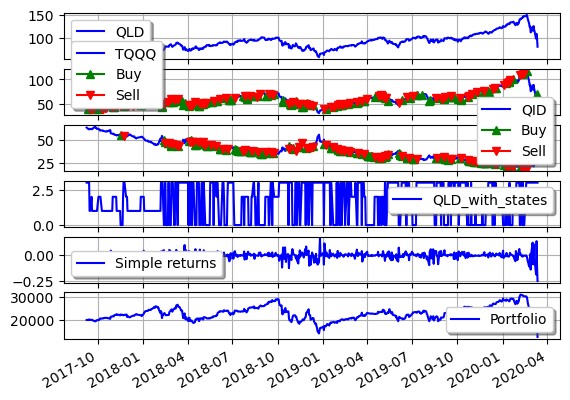 150
100
QLD
TQQQ
Buy
Sell
100
50
QID
Buy
Sell
50
25
2.5
0.0
QLD_with_states
0.00
−0.25
Simple returns
30000
20000
Portfolio
2017-10
2018-01
2018-04
2018-07
2018-10
2019-01
2019-04
2019-07
2019-10
2020-01
2020-04